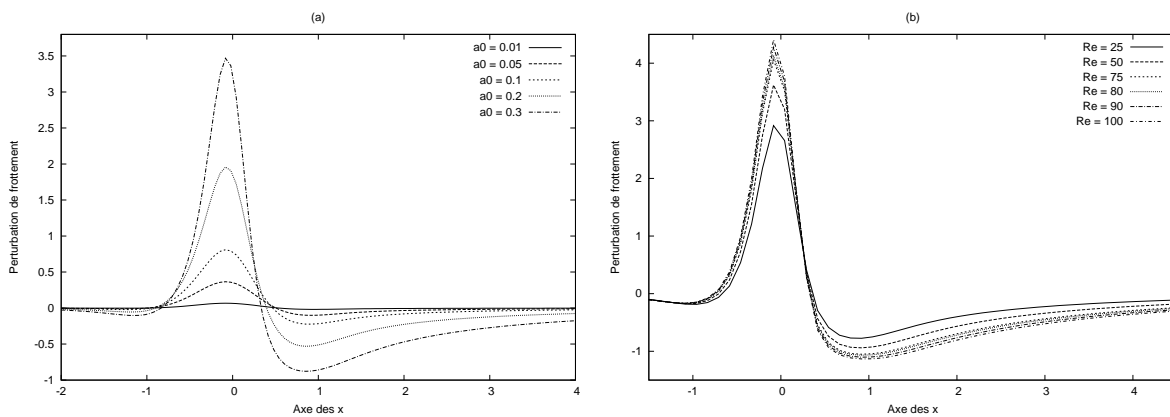 (a)
Perturbation de frottement
3.5
3
2.5
2
1.5
1
0.5
0
-0.5
-1
-2
-1
0
1
2
3
4
Axe des x
a0 = 0.01
a0 = 0.05
a0 = 0.1
a0 = 0.2
a0 = 0.3
(b)
Perturbation de frottement
4
3
2
1
0
-1
-1
0
1
2
3
4
Axe des x
Re = 25
Re = 50
Re = 75
Re = 80
Re = 90
Re = 100